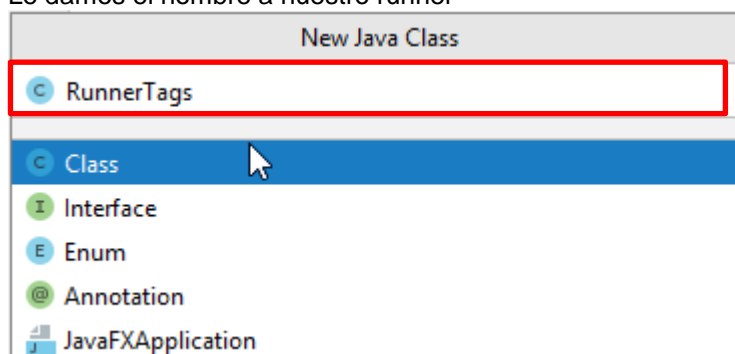 Le damos el nombre a nuestro runner
New Java Class
C RunnerTags
C Class
I Interface
E Enum
@ Annotation
J JavaFXApplication